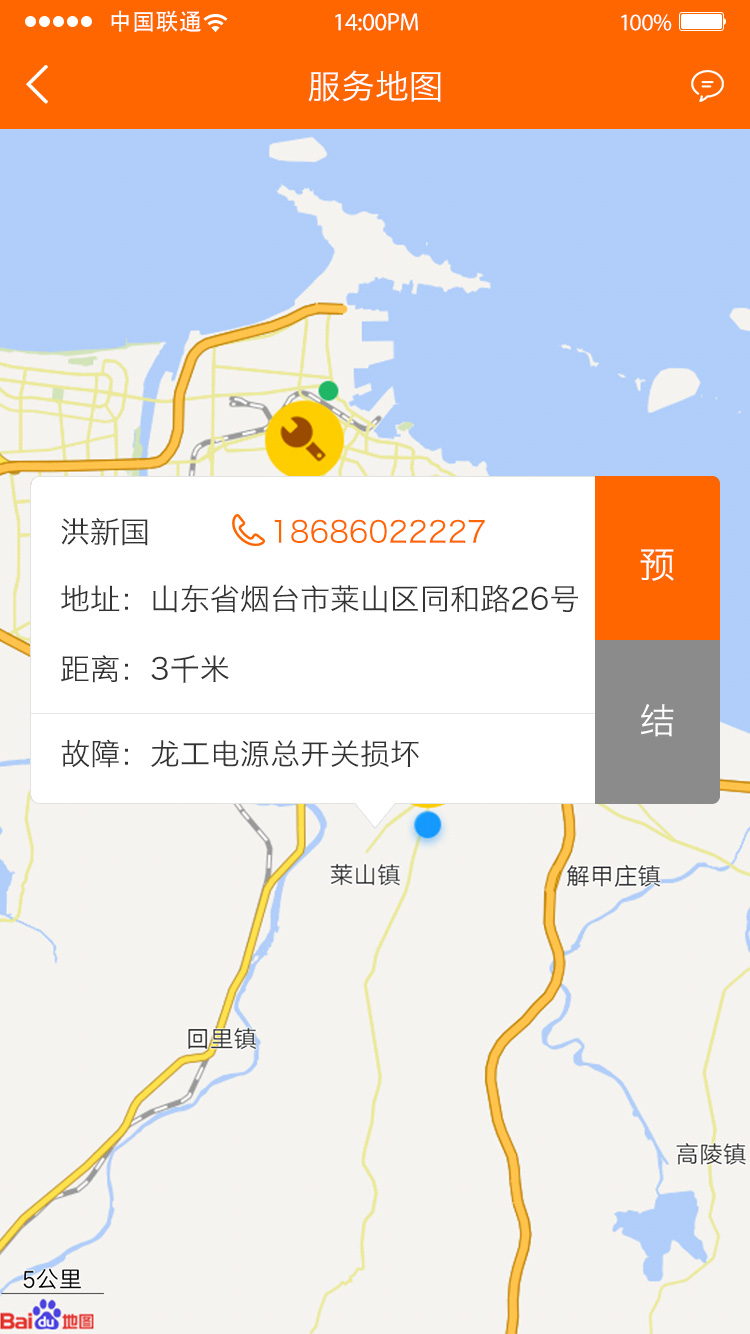 中国联通 14:00PM 100%
服务地图
洪新国 18686022227
预
地址：山东省烟台市莱山区同和路26号
距离：3千米
结
故障：龙工电源总开关损坏
莱山镇
解甲庄镇
回里镇
高陵镇
5公里
Baidu地图